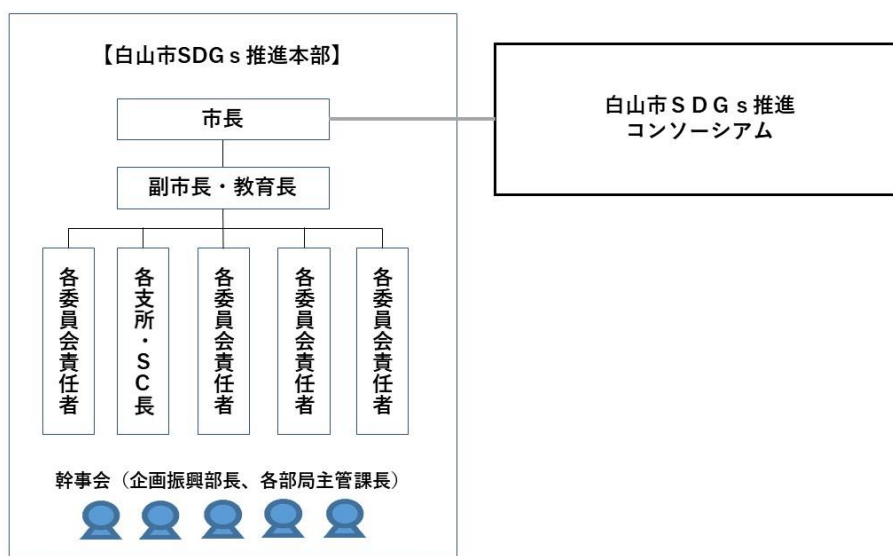 【白山市SDGｓ推進本部】
市長
副市長・教育長
各委員会責任者
各支所・SC長
各委員会責任者
各委員会責任者
各委員会責任者
幹事会（企画振興部長、各部局主管課長）
白山市ＳＤＧｓ推進
コンソーシアム